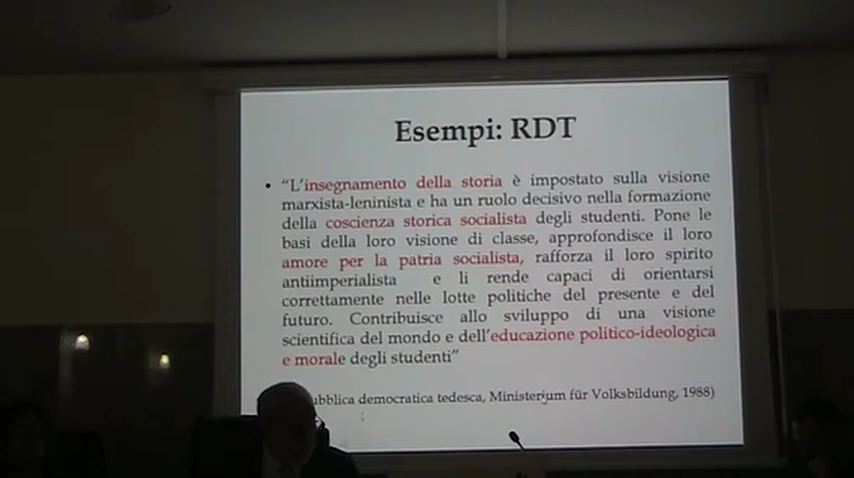 Esempi: RDT
• “L’insegnamento della storia è impostato sulla visione
marxista-leninista e ha un ruolo decisivo nella formazione
della coscienza storica socialista degli studenti. Pone le
basi della loro visione di classe, approfondisce il loro
amore per la patria socialista, rafforza il loro spirito
antiimperialista e li rende capaci di orientarsi
correttamente nelle lotte politiche del presente e del
futuro. Contribuisce allo sviluppo di una visione
scientifica del mondo e dell’educazione politico-ideologica
e morale degli studenti”
ubblica democratica tedesca, Ministerium für Volksbildung, 1988)